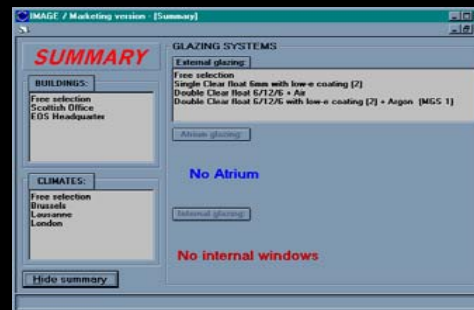 IMAGE / Marketing version - [Summary]
SUMMARY
BUILDINGS:
Free selection
Scottish Office
EOS Headquarter
CLIMATES:
Free selection
Brussels
Lausanne
London
Hide summary
GLAZING SYSTEMS
External glazing:
Free selection
Single Clear float 6mm with low-e coating (2)
Double Clear float 6/12/6 + Air
Double Clear float 6/12/6 with low-e coating (2) + Argon (MGS 1)
Atrium glazing:
No Atrium
Internal glazing:
No internal windows